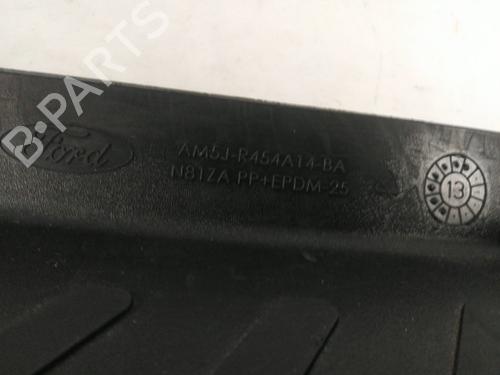 B-PARTS
Ford
AM5J-R454A14-BA
N81ZA PP+EPDM-25
13